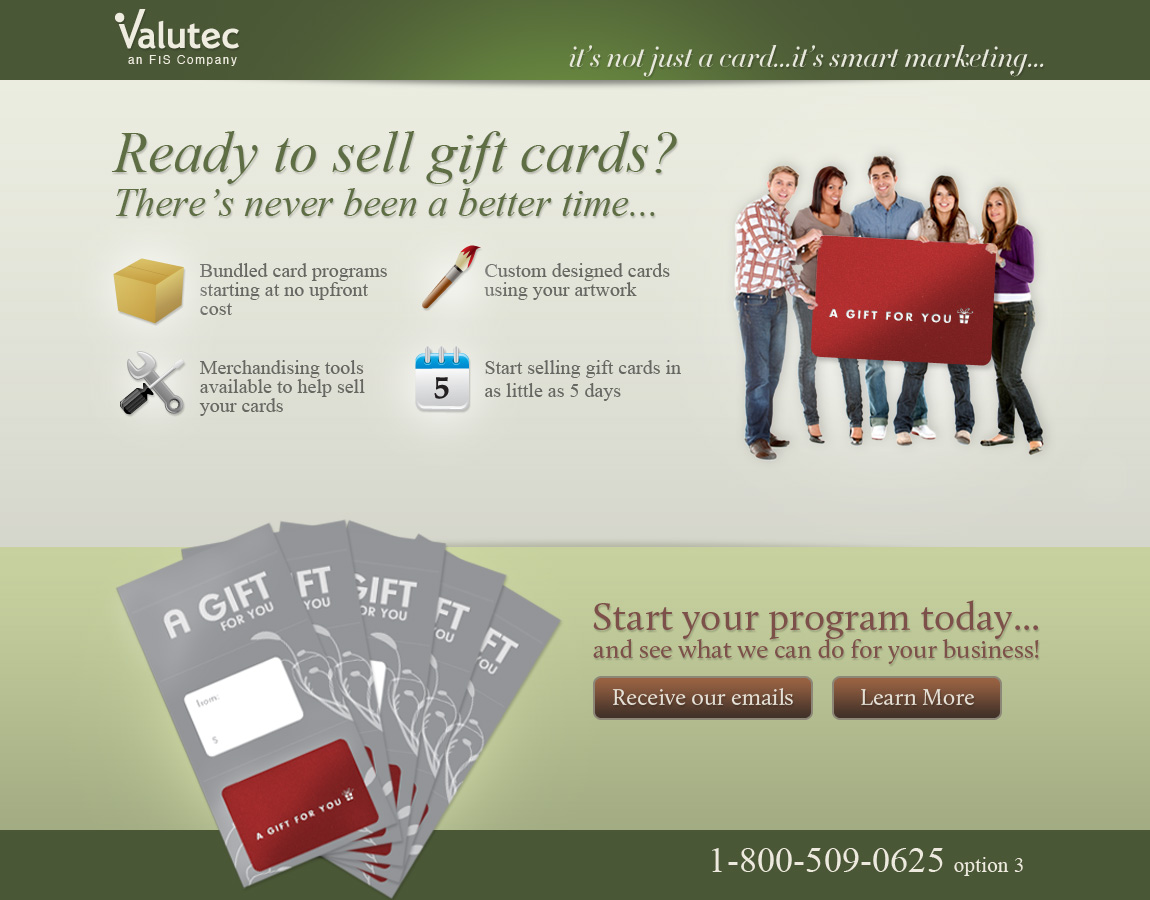 Valutec
an FIS Company
it's not just a card...it's smart marketing...
Ready to sell gift cards?
There's never been a better time...
Bundled card programs
starting at no upfront
cost
Custom designed cards
using your artwork
Merchandising tools
available to help sell
your cards
5
Start selling gift cards in
as little as 5 days
A GIFT FOR YOU
A GIFT
FOR YOU
from:
$
A GIFT FOR YOU
IFT
YOU
GIFT
OR YOU
FT
YOU
FT
OU
Start your program today...
and see what we can do for your business!
Receive our emails
Learn More
1-800-509-0625 option 3